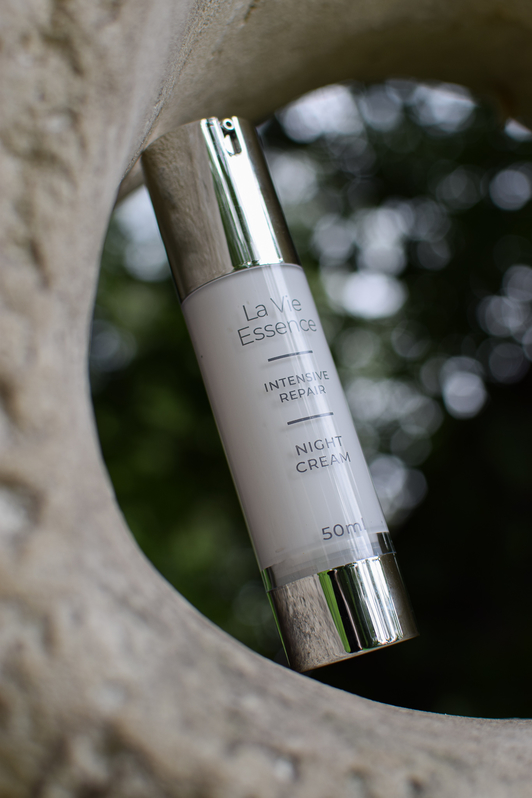 La Vie
Essence
INTENSIVE
REPAIR
NIGHT
CREAM
50m